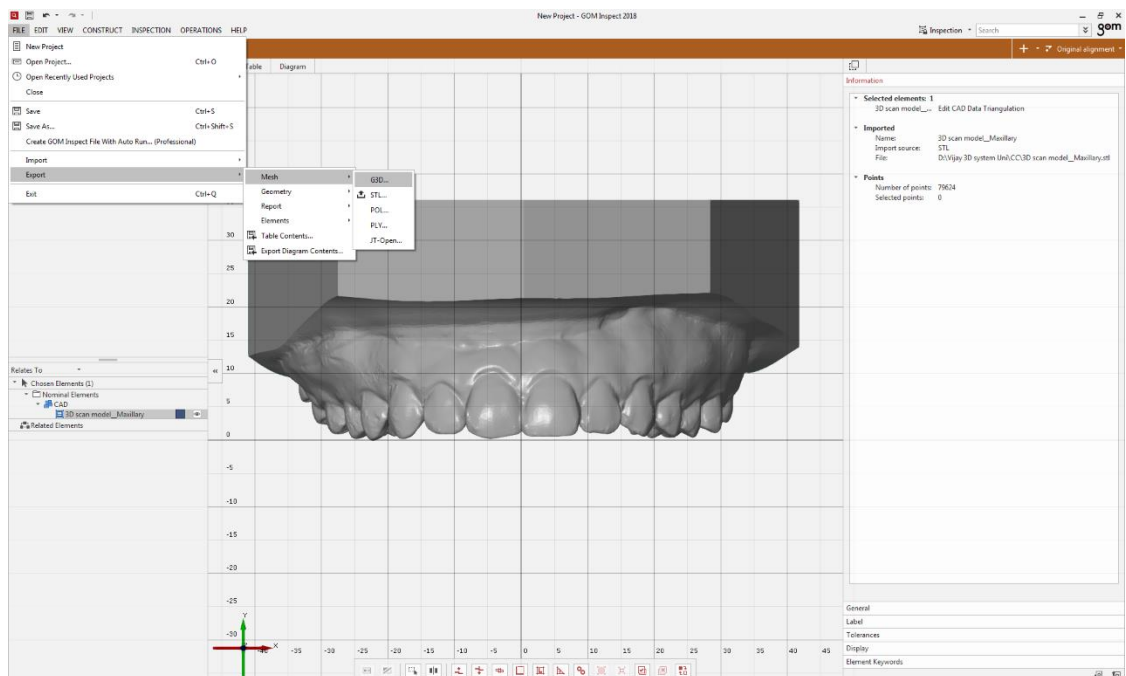 New Project - GOM Inspect 2018
FILE EDIT VIEW CONSTRUCT INSPECTION OPERATIONS HELP
Inspection Search
gom
Original alignment
New Project
Open Project... Ctrl+O
Open Recently Used Projects
Close
Save Ctrl+S
Save As... Ctrl+Shift+S
Create GOM Inspect File With Auto Run... (Professional)
Import
Export
Exit Ctrl+Q
Mesh
Geometry
Report
Elements
Table Contents...
Export Diagram Contents...
G3D...
STL...
POL...
PLY...
JT-Open...
Table Diagram
30
25
20
15
10
5
0
-5
-10
-15
-20
-25
-30
Y
X
-35 -30 -25 -20 -15 -10 -5 0 5 10 15 20 25 30 35 40 45
Relates To
Chosen Elements (1)
Nominal Elements
CAD
3D scan model__Maxillary
Related Elements
Information
Selected elements: 1
3D scan model__... Edit CAD Data Triangulation
Imported
Name: 3D scan model__Maxillary
Import source: STL
File: D:\Vijay 3D system Uni\CC\3D scan model__Maxillary.stl
Points
Number of points: 79624
Selected points: 0
General
Label
Tolerances
Display
Element Keywords